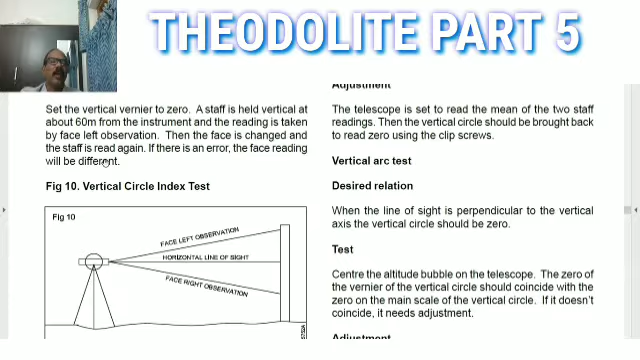 THEODOLITE PART 5
Set the vertical vernier to zero. A staff is held vertical at
about 60m from the instrument and the reading is taken
by face left observation. Then the face is changed and
the staff is read again. If there is an error, the face reading
will be different.
Fig 10. Vertical Circle Index Test
Fig 10
FACE LEFT OBSERVATION
HORIZONTAL LINE OF SIGHT
FACE RIGHT OBSERVATION
Adjustment
The telescope is set to read the mean of the two staff
readings. Then the vertical circle should be brought back
to read zero using the clip screws.
Vertical arc test
Desired relation
When the line of sight is perpendicular to the vertical
axis the vertical circle should be zero.
Test
Centre the altitude bubble on the telescope. The zero of
the vernier of the vertical circle should coincide with the
zero on the main scale of the vertical circle. If it doesn't
coincide, it needs adjustment.
Adjustment